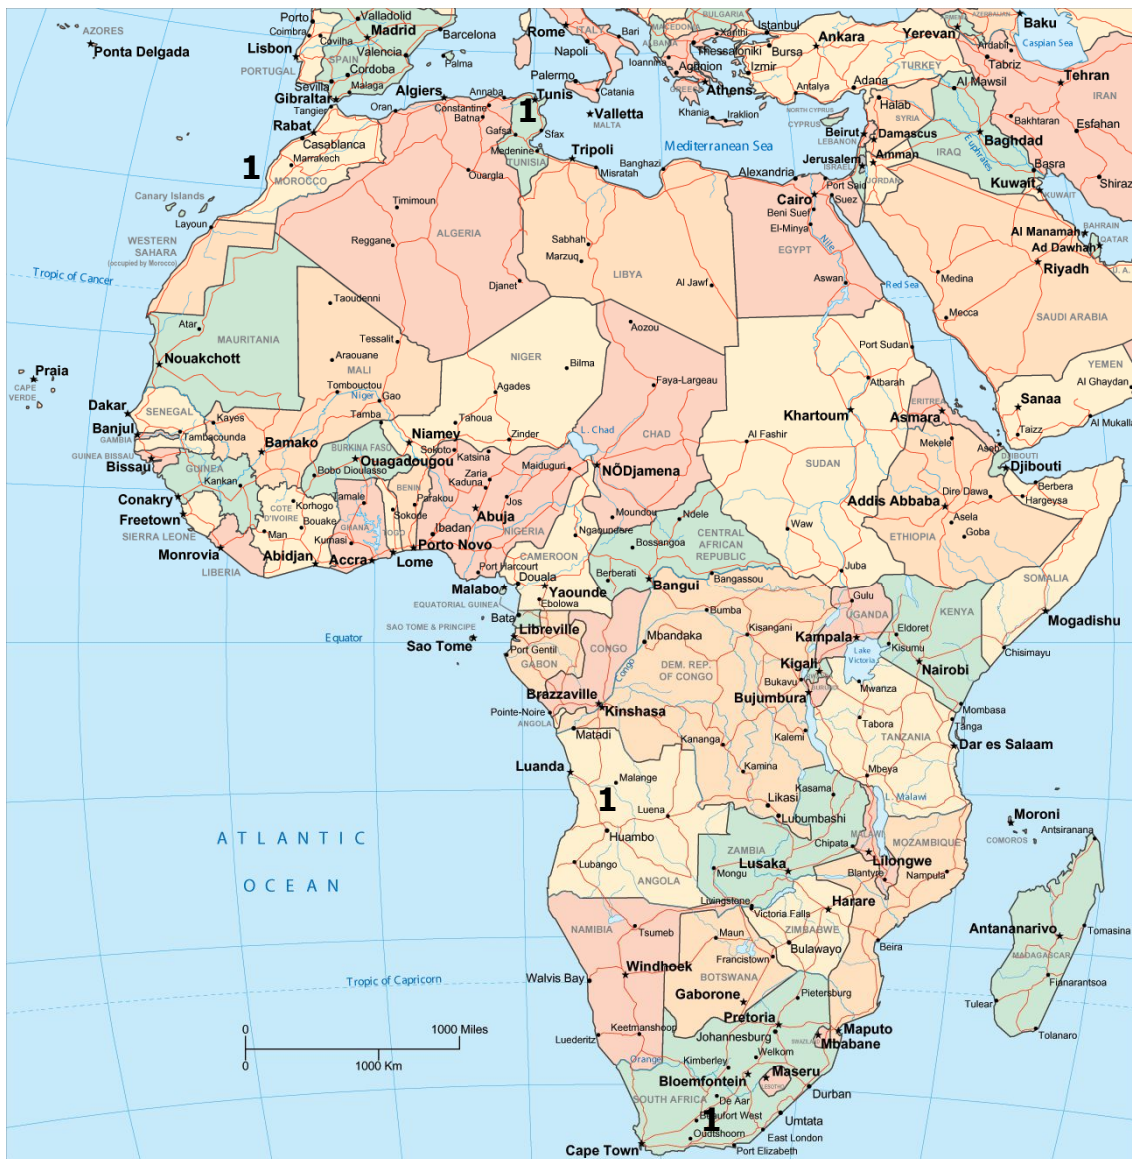 AZORES
Ponta Delgada
Porto
Coimbra
Covilha
Lisbon
PORTUGAL
Valladolid
Madrid
SPAIN
Valencia
Cordoba
Sevilla
Malaga
Gibraltar
Tangier
Barcelona
Palma
Rome
ITALY
Bari
Napoli
Palermo
Catania
Valletta
MALTA
BULGARIA
MACEDONIA
Xanthi
ALBANIA
Thessaloniki
Ioannina
Agrinion
GREECE
Athens
Khania
Iraklion
Istanbul
Bursa
Izmir
Ankara
Antalya
Adana
TURKEY
Yerevan
AZERBAIJAN
Baku
Caspian Sea
Ardabil
Tabriz
Tehran
IRAN
Al Mawsil
Bakhtaran
Esfahan
Shiraz
Halab
SYRIA
NORTH CYPRUS
CYPRUS
Beirut
LEBANON
Damascus
Baghdad
IRAQ
Euphrates
Basra
Jerusalem
ISRAEL
Amman
JORDAN
Kuwait
KUWAIT
BAHRAIN
Al Manamah
QATAR
Ad Dawhah
Riyadh
Medina
Mecca
SAUDI ARABIA
Red Sea
YEMEN
Al Ghaydan
Sanaa
Taizz
Al Mukalla
Mediterranean Sea
Algiers
Annaba
Oran
Constantine
Batna
Tunis
1
Gafsa
Sfax
Medenine
TUNISIA
Rabat
Casablanca
Marrakech
MOROCCO
1
Canary Islands
Layoun
WESTERN
SAHARA
(occupied by Morocco)
Tropic of Cancer
Ouargla
Timimoun
Reggane
ALGERIA
Djanet
Tripoli
Misratah
Banghazi
Sabhah
Marzuq
LIBYA
Al Jawf
Alexandria
Port Said
Cairo
Suez
Beni Suef
El-Minya
EGYPT
Nile
Aswan
Atar
MAURITANIA
Nouakchott
Taoudenni
Tessalit
Araouane
MALI
Tombouctou
Niger
Gao
Tamba
Bilma
NIGER
Agades
Tahoua
Niamey
Zinder
Aozou
Faya-Largeau
CHAD
L. Chad
NÕDjamena
Moundou
Port Sudan
Atbarah
Khartoum
Al Fashir
SUDAN
Waw
Juba
ERITREA
Asmara
Mekele
Aseb
DJIBOUTI
Djibouti
Berbera
Hargeysa
Dire Dawa
Addis Abbaba
Asela
Goba
ETHIOPIA
SOMALIA
Mogadishu
Chisimayu
Praia
CAPE
VERDE
Dakar
SENEGAL
Kayes
Banjul
GAMBIA
Tambacounda
GUINEA BISSAU
Bissau
GUINEA
Kankan
Conakry
Freetown
SIERRA LEONE
Monrovia
LIBERIA
Bamako
BURKINA FASO
Ouagadougou
Bobo Dioulasso
COTE
D'IVOIRE
Korhogo
Bouake
Man
Abidjan
Tamale
GHANA
Kumasi
Accra
TOGO
Sokode
Lome
BENIN
Parakou
Porto Novo
Sokoto
Katsina
Zaria
Kaduna
Maiduguri
Jos
Abuja
Ibadan
NIGERIA
Port Harcourt
Ngaoundere
CAMEROON
Douala
Yaounde
Ebolowa
Malabo
EQUATORIAL GUINEA
Bata
SAO TOME & PRINCIPE
Sao Tome
Equator
Ndele
Bossangoa
CENTRAL
AFRICAN
REPUBLIC
Berberati
Bangui
Bangassou
Libreville
Port Gentil
GABON
CONGO
Brazzaville
Pointe-Noire
ANGOLA
Congo
Bumba
Kisangani
Mbandaka
DEM. REP.
OF CONGO
Bukavu
Kinshasa
Matadi
Kananga
Kalemi
Kamina
Likasi
Lubumbashi
Gulu
UGANDA
Kampala
Kigali
BURUNDI
Bujumbura
Lake
Victoria
KENYA
Eldoret
Kisumu
Nairobi
Mombasa
Mwanza
Tabora
TANZANIA
Tanga
Dar es Salaam
Mbeya
Luanda
Malange
1
Luena
Huambo
Lubango
ANGOLA
Kasama
ZAMBIA
Chipata
Lusaka
Mongu
Livingstone
L. Malawi
MALAWI
Lilongwe
Blantyre
MOZAMBIQUE
Nampula
Beira
Moroni
COMOROS
Antsiranana
Antananarivo
Tomasina
MADAGASCAR
Fianarantsoa
Tulear
Tolanaro
Victoria Falls
Harare
ZIMBABWE
Bulawayo
NAMIBIA
Tsumeb
Windhoek
Walvis Bay
Keetmanshoop
Luederitz
Orange
Maun
Francistown
BOTSWANA
Gaborone
Pietersburg
Pretoria
Johannesburg
Maputo
SWAZILAND
Mbabane
Welkom
Kimberley
Bloemfontein
Maseru
LESOTHO
Durban
SOUTH AFRICA
De Aar
Beaufort West
1
Umtata
Oudtshoorn
East London
Port Elizabeth
Cape Town
ATLANTIC
OCEAN
Tropic of Capricorn
0 1000 Miles
0 1000 Km